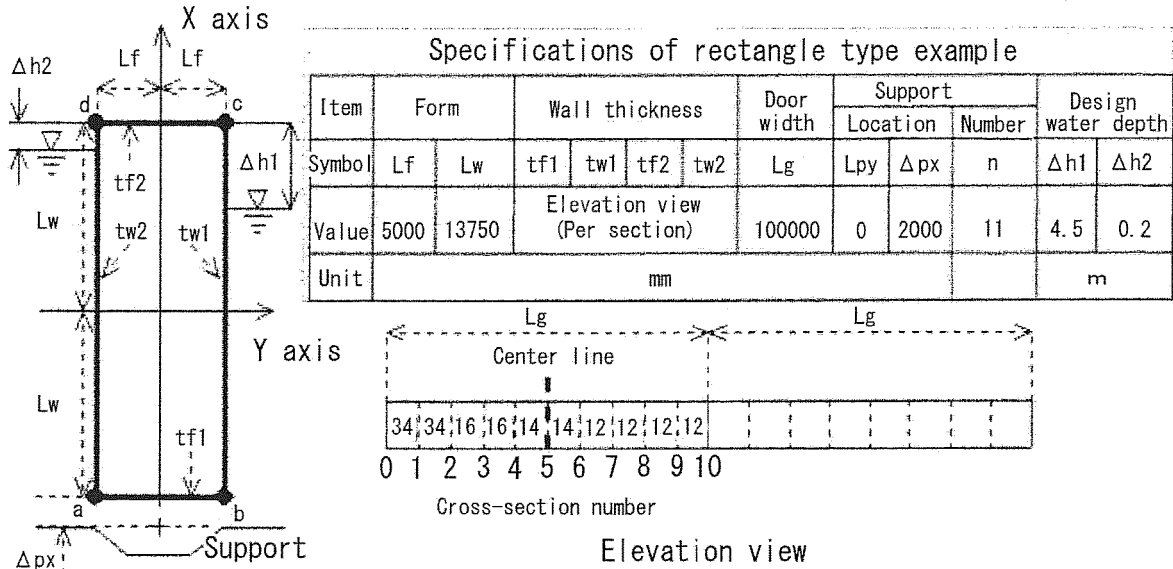 X axis
Lf Lf
Δh2
d c
Δh1
tf2
Lw
tw2 tw1
Y axis
Lw
tf1
a b
Support
Δpx
Specifications of rectangle type example
Item Form Wall thickness Door width Support Design water depth
Location Number
Symbol Lf Lw tf1 tw1 tf2 tw2 Lg Lpy Δpx n Δh1 Δh2
Value 5000 13750 Elevation view (Per section) 100000 0 2000 11 4.5 0.2
Unit mm m
Lg Lg
Center line
34 34 16 16 14 14 12 12 12 12
0 1 2 3 4 5 6 7 8 9 10
Cross-section number
Elevation view